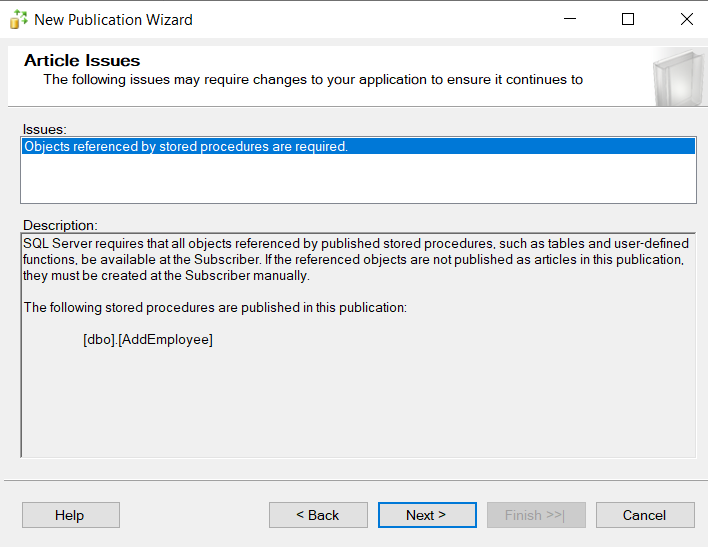 New Publication Wizard
Article Issues
The following issues may require changes to your application to ensure it continues to
Issues:
Objects referenced by stored procedures are required.
Description:
SQL Server requires that all objects referenced by published stored procedures, such as tables and user-defined
functions, be available at the Subscriber. If the referenced objects are not published as articles in this publication,
they must be created at the Subscriber manually.
The following stored procedures are published in this publication:
[dbo].[AddEmployee]
Help
< Back
Next >
Finish >>|
Cancel